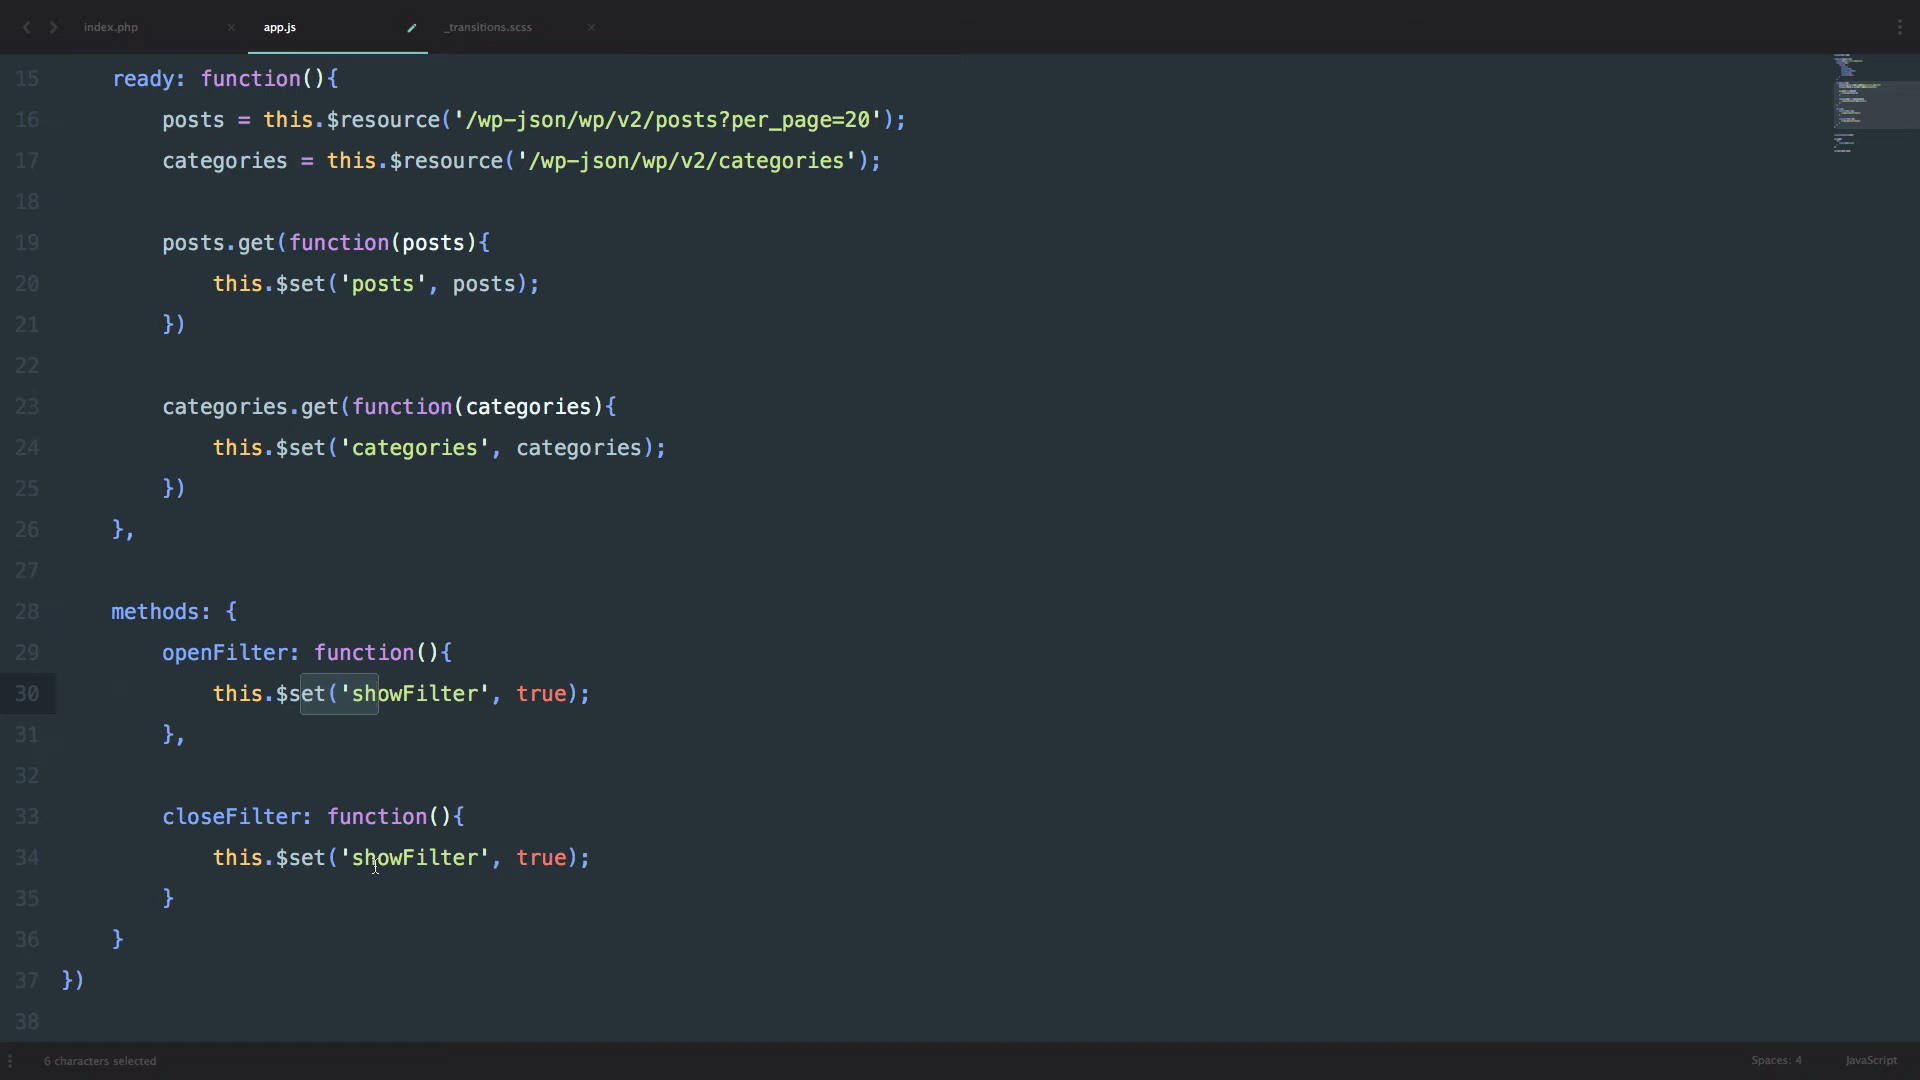 index.php
app.js
_transitions.scss
15 ready: function(){
16 posts = this.$resource('/wp-json/wp/v2/posts?per_page=20');
17 categories = this.$resource('/wp-json/wp/v2/categories');
18
19 posts.get(function(posts){
20 this.$set('posts', posts);
21 })
22
23 categories.get(function(categories){
24 this.$set('categories', categories);
25 })
26 },
27
28 methods: {
29 openFilter: function(){
30 this.$set('showFilter', true);
31 },
32
33 closeFilter: function(){
34 this.$set('showFilter', true);
35 }
36 }
37 })
38
6 characters selected
Spaces: 4
JavaScript